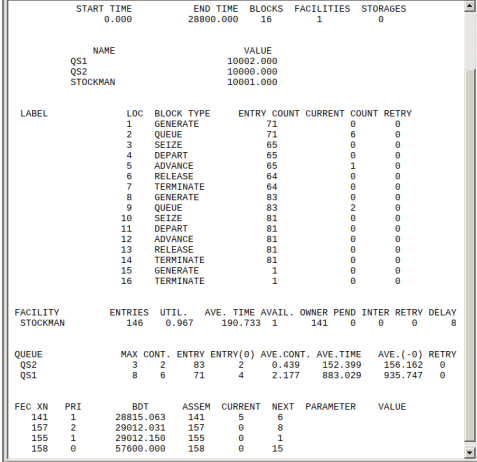 START TIME END TIME BLOCKS FACILITIES STORAGES
0.000 28800.000 16 1 0
NAME VALUE
QS1 10002.000
QS2 10000.000
STOCKMAN 10001.000
LABEL LOC BLOCK TYPE ENTRY COUNT CURRENT COUNT RETRY
1 GENERATE 71 0 0
2 QUEUE 71 6 0
3 SEIZE 65 0 0
4 DEPART 65 0 0
5 ADVANCE 65 1 0
6 RELEASE 64 0 0
7 TERMINATE 64 0 0
8 GENERATE 83 0 0
9 QUEUE 83 2 0
10 SEIZE 81 0 0
11 DEPART 81 0 0
12 ADVANCE 81 0 0
13 RELEASE 81 0 0
14 TERMINATE 81 0 0
15 GENERATE 1 0 0
16 TERMINATE 1 0 0
FACILITY ENTRIES UTIL. AVE. TIME AVAIL. OWNER PEND INTER RETRY DELAY
STOCKMAN 146 0.967 190.733 1 141 0 0 0 8
QUEUE MAX CONT. ENTRY ENTRY(0) AVE.CONT. AVE.TIME AVE.(-0) RETRY
QS2 3 2 83 2 0.439 152.399 156.162 0
QS1 8 6 71 4 2.177 883.029 935.747 0
FEC XN PRI BDT ASSEM CURRENT NEXT PARAMETER VALUE
141 1 28815.063 141 5 6
157 2 29012.031 157 0 8
155 1 29012.150 155 0 1
158 0 57600.000 158 0 15